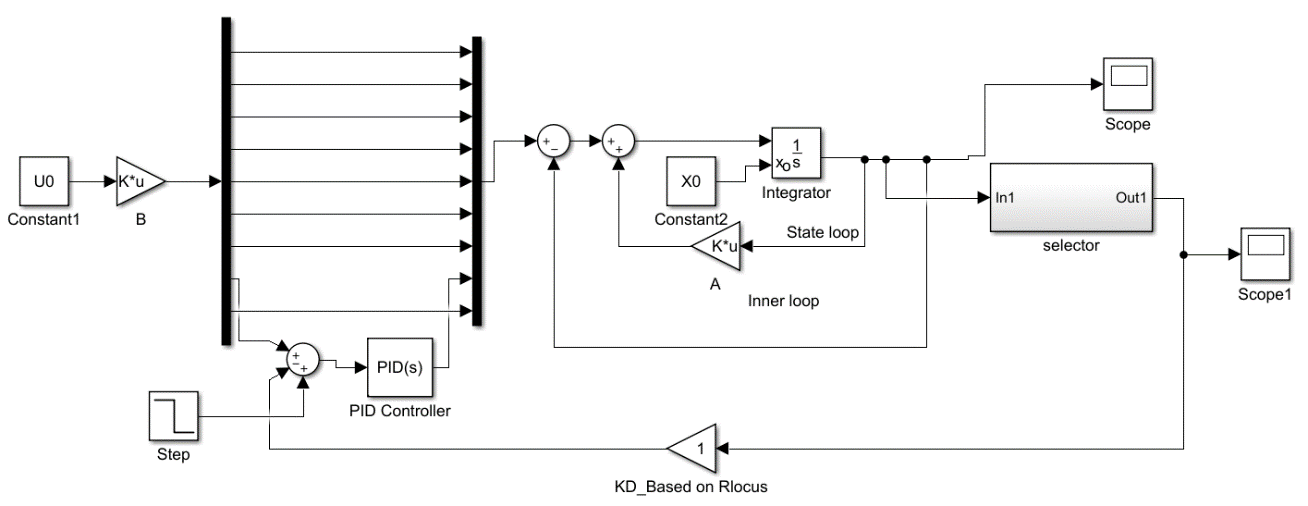 U0
Constant1
K*u
B
+
−
+
+
X0
Constant2
xo 1/s
Integrator
K*u
A
State loop
Inner loop
Scope
In1
Out1
selector
Scope1
+
−
+
PID(s)
PID Controller
Step
1
KD_Based on Rlocus